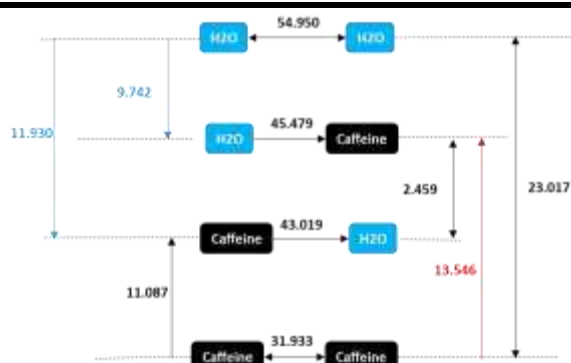 54.950
H2O H2O
9.742
11.930
45.479
H2O Caffeine
2.459
23.017
43.019
Caffeine H2O
13.546
11.087
31.933
Caffeine Caffeine